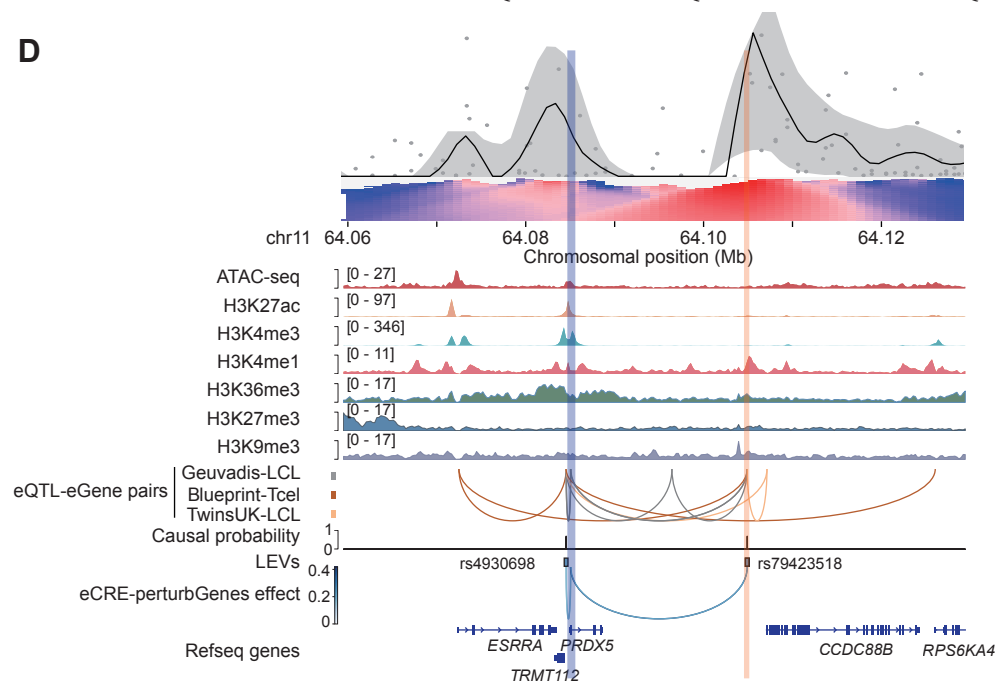 D
chr11
64.06 64.08 64.10 64.12
Chromosomal position (Mb)
ATAC-seq [0 - 27]
H3K27ac [0 - 97]
H3K4me3 [0 - 346]
H3K4me1 [0 - 11]
H3K36me3 [0 - 17]
H3K27me3 [0 - 17]
H3K9me3 [0 - 17]
eQTL-eGene pairs
Geuvadis-LCL
Blueprint-Tcel
TwinsUK-LCL
Causal probability 1 0
LEVs rs4930698 rs79423518
eCRE-perturbGenes effect 0.4 0.2 0
Refseq genes
ESRRA PRDX5 CCDC88B RPS6KA4
TRMT112